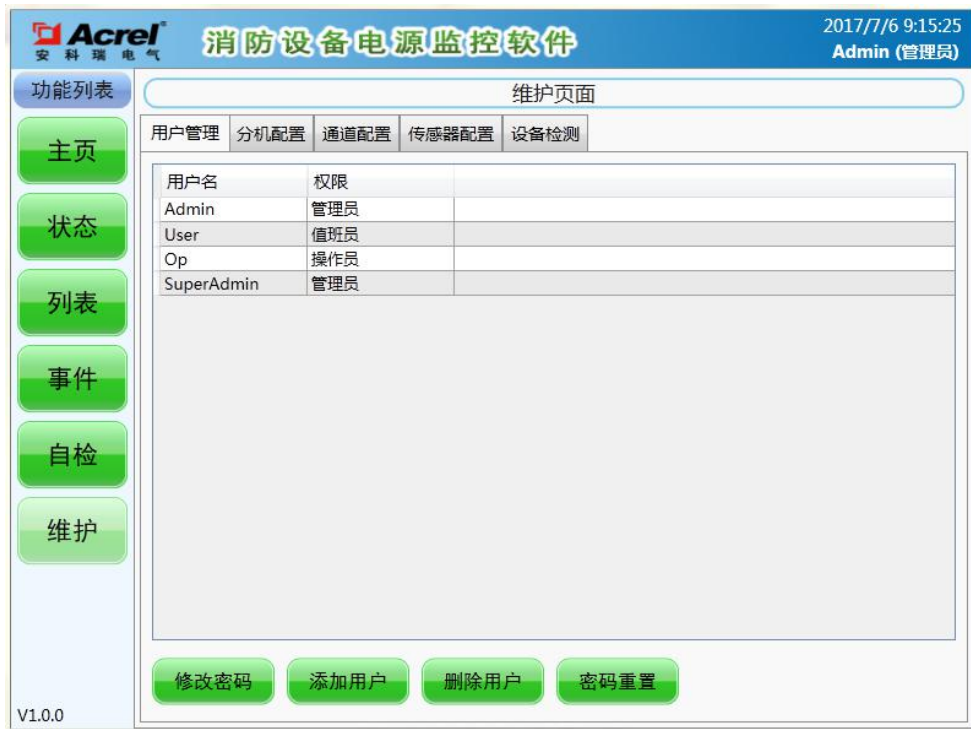 Acrel
安科瑞电气
消防设备电源监控软件
2017/7/6 9:15:25
Admin (管理员)
功能列表
主页
状态
列表
事件
自检
维护
V1.0.0
维护页面
用户管理 分机配置 通道配置 传感器配置 设备检测
用户名 权限
Admin 管理员
User 值班员
Op 操作员
SuperAdmin 管理员
修改密码 添加用户 删除用户 密码重置